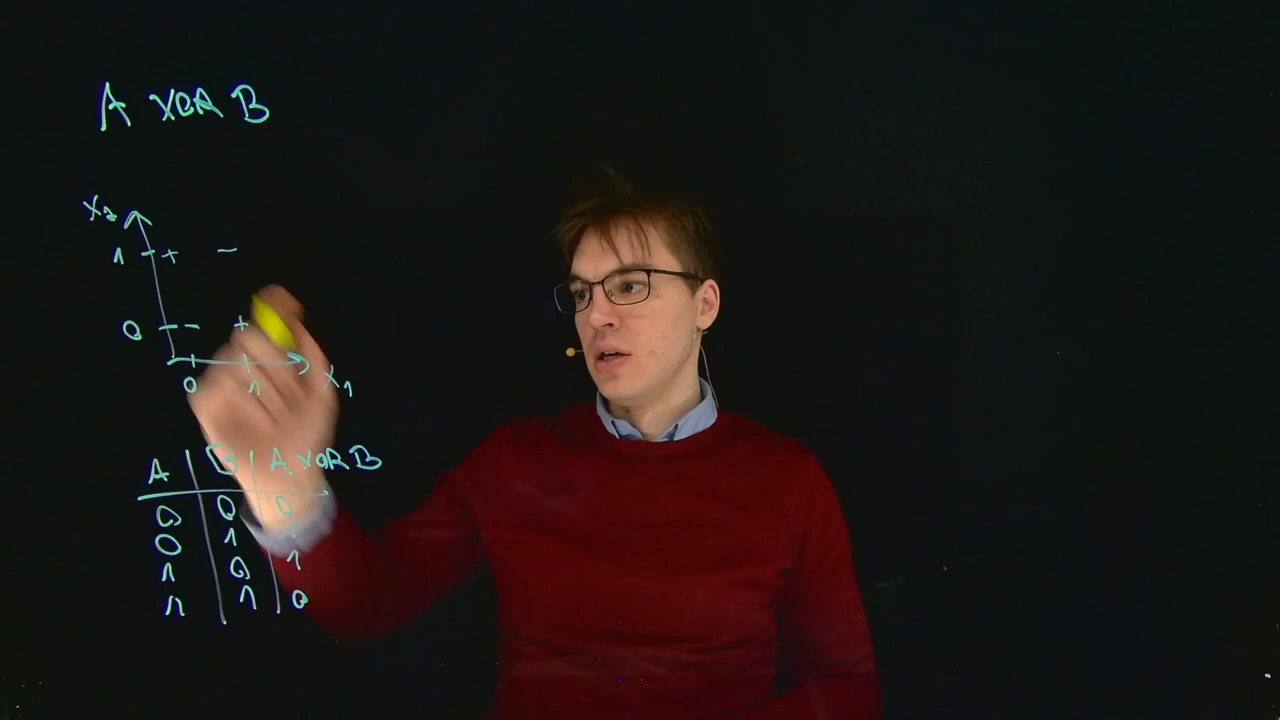 A XOR B
X2
1 + −
0 − +
0 1 X1
A B A XOR B
0 0 0
0 1 1
1 0 1
1 1 0